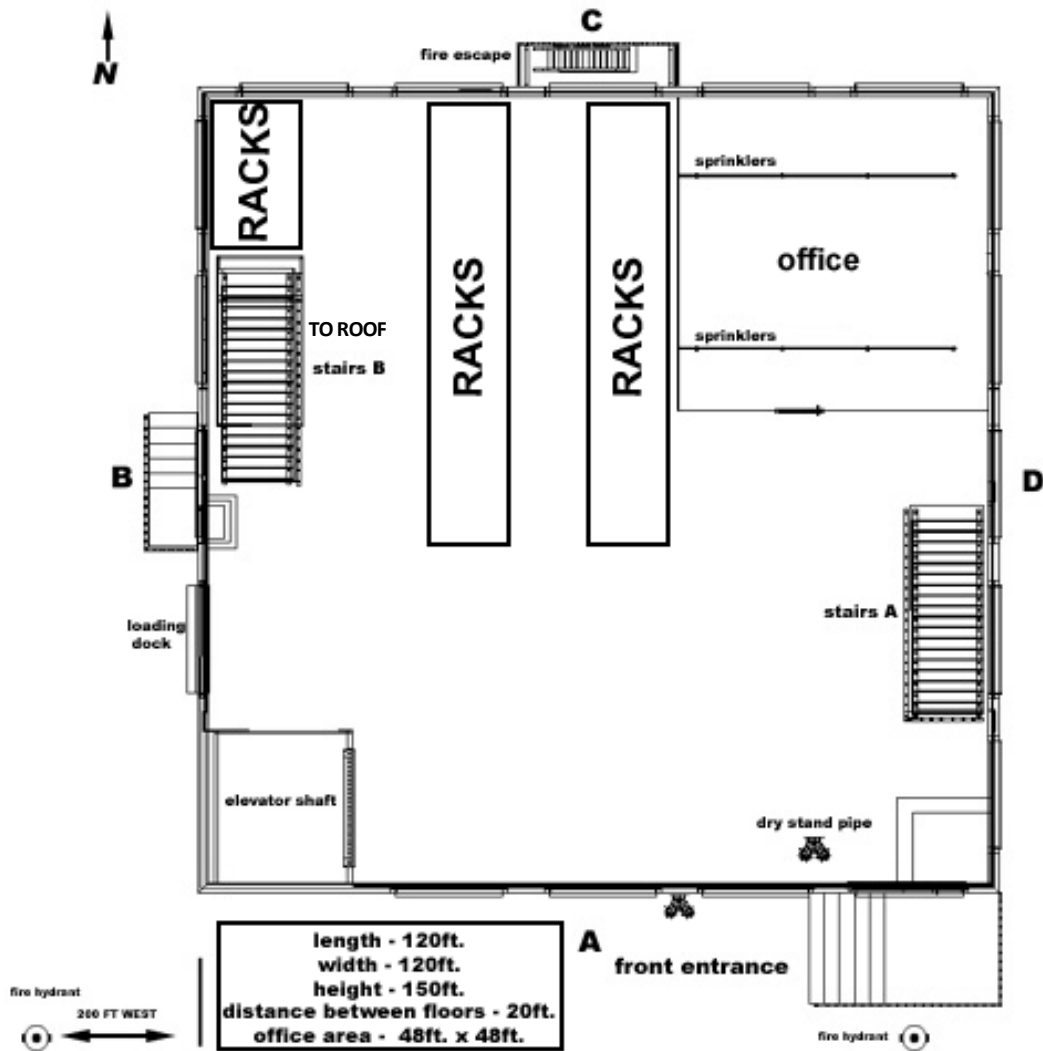 C
N
fire escape
RACKS
RACKS
RACKS
sprinklers
office
sprinklers
TO ROOF
stairs B
B
D
stairs A
loading
dock
elevator shaft
dry stand pipe
A
front entrance
length - 120ft.
width - 120ft.
height - 150ft.
distance between floors - 20ft.
office area - 48ft. x 48ft.
fire hydrant
200 FT WEST
fire hydrant